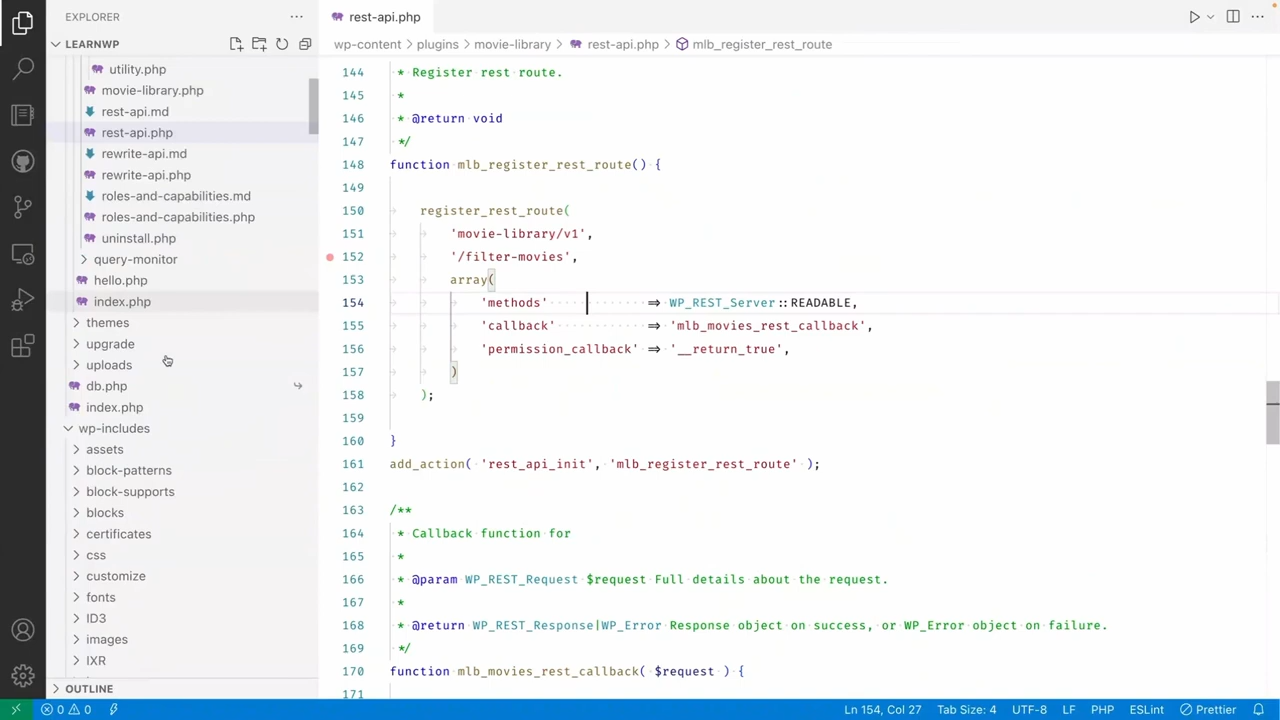 EXPLORER
LEARNWP
utility.php
movie-library.php
rest-api.md
rest-api.php
rewrite-api.md
rewrite-api.php
roles-and-capabilities.md
roles-and-capabilities.php
uninstall.php
query-monitor
hello.php
index.php
themes
upgrade
uploads
db.php
index.php
wp-includes
assets
block-patterns
block-supports
blocks
certificates
css
customize
fonts
ID3
images
IXR
OUTLINE
rest-api.php
wp-content > plugins > movie-library > rest-api.php > mlb_register_rest_route
144 * Register rest route.
145 *
146 * @return void
147 */
148 function mlb_register_rest_route() {
149
150 register_rest_route(
151 'movie-library/v1',
152 '/filter-movies',
153 array(
154 'methods' => WP_REST_Server::READABLE,
155 'callback' => 'mlb_movies_rest_callback',
156 'permission_callback' => '__return_true',
157 )
158 );
159
160 }
161 add_action( 'rest_api_init', 'mlb_register_rest_route' );
162
163 /**
164 * Callback function for
165 *
166 * @param WP_REST_Request $request Full details about the request.
167 *
168 * @return WP_REST_Response|WP_Error Response object on success, or WP_Error object on failure.
169 */
170 function mlb_movies_rest_callback( $request ) {
171
0 0 Ln 154, Col 27 Tab Size: 4 UTF-8 LF PHP ESLint Prettier